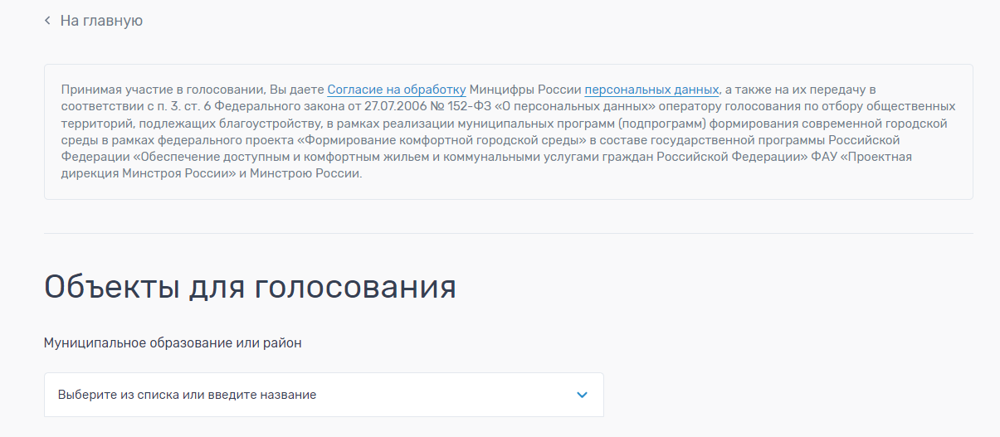 На главную
Принимая участие в голосовании, Вы даете Согласие на обработку Минцифры России персональных данных, а также на их передачу в
соответствии с п. 3. ст. 6 Федерального закона от 27.07.2006 № 152-ФЗ «О персональных данных» оператору голосования по отбору общественных
территорий, подлежащих благоустройству, в рамках реализации муниципальных программ (подпрограмм) формирования современной городской
среды в рамках федерального проекта «Формирование комфортной городской среды» в составе государственной программы Российской
Федерации «Обеспечение доступным и комфортным жильем и коммунальными услугами граждан Российской Федерации» ФАУ «Проектная
дирекция Минстроя России» и Минстрою России.
Объекты для голосования
Муниципальное образование или район
Выберите из списка или введите название